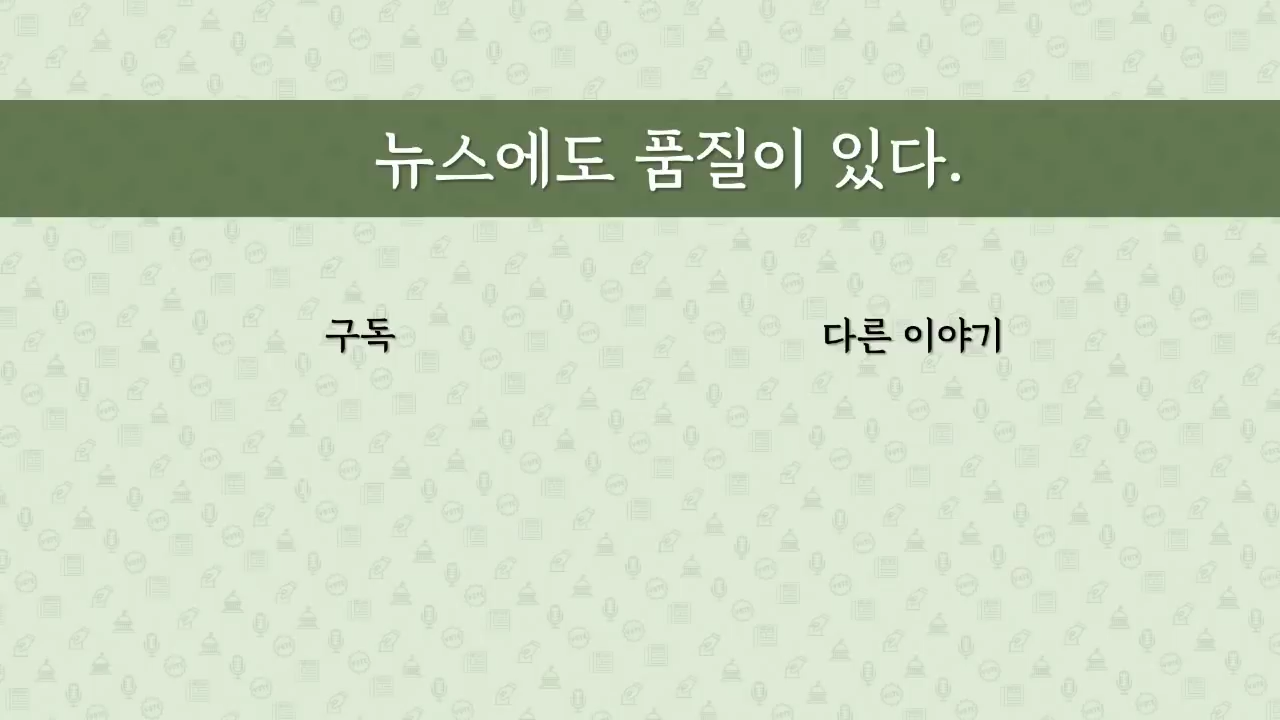 뉴스에도 품질이 있다.
구독
다른 이야기